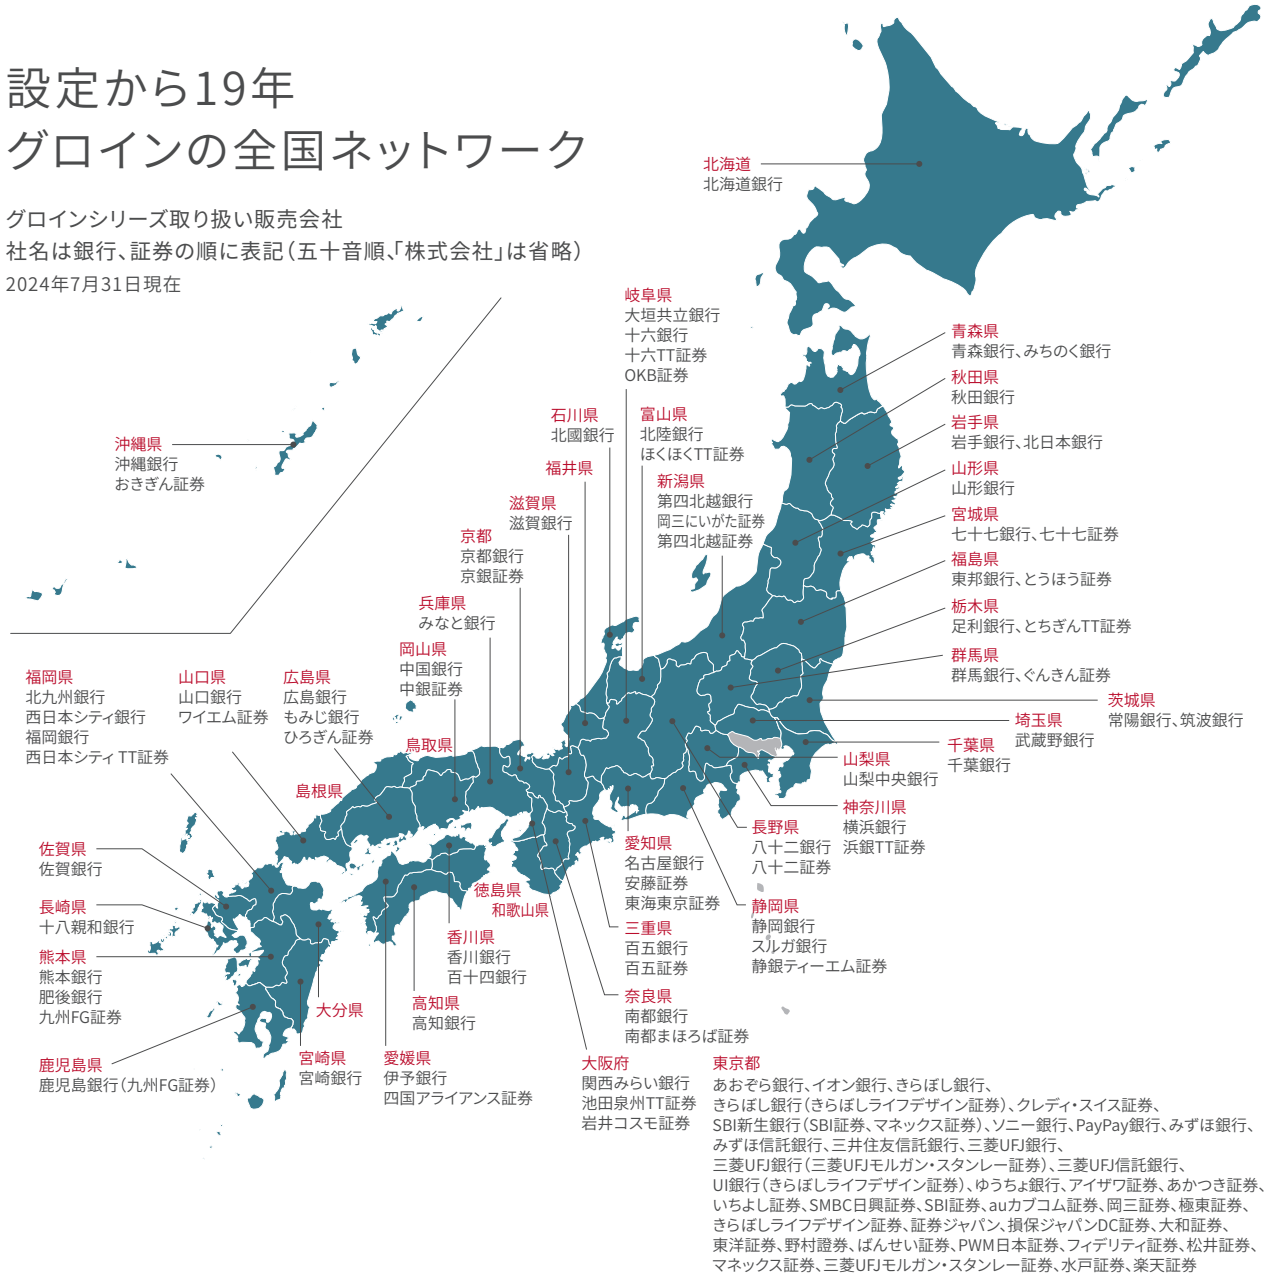 設定から19年
グロインの全国ネットワーク
グロインシリーズ取り扱い販売会社
社名は銀行、証券の順に表記（五十音順、「株式会社」は省略）
2024年7月31日現在
北海道
北海道銀行
青森県
青森銀行、みちのく銀行
秋田県
秋田銀行
岩手県
岩手銀行、北日本銀行
山形県
山形銀行
宮城県
七十七銀行、七十七証券
福島県
東邦銀行、とうほう証券
栃木県
足利銀行、とちぎんTT証券
群馬県
群馬銀行、ぐんぎん証券
茨城県
常陽銀行、筑波銀行
埼玉県
武蔵野銀行
千葉県
千葉銀行
山梨県
山梨中央銀行
神奈川県
横浜銀行
浜銀TT証券
長野県
八十二銀行
八十二証券
静岡県
静岡銀行
スルガ銀行
静銀ティーエム証券
岐阜県
大垣共立銀行
十六銀行
十六TT証券
OKB証券
石川県
北國銀行
富山県
北陸銀行
ほくほくTT証券
福井県
新潟県
第四北越銀行
岡三にいがた証券
第四北越証券
滋賀県
滋賀銀行
京都
京都銀行
京銀証券
兵庫県
みなと銀行
岡山県
中国銀行
中銀証券
鳥取県
島根県
広島県
広島銀行
もみじ銀行
ひろぎん証券
山口県
山口銀行
ワイエム証券
福岡県
北九州銀行
西日本シティ銀行
福岡銀行
西日本シティTT証券
沖縄県
沖縄銀行
おきぎん証券
佐賀県
佐賀銀行
長崎県
十八親和銀行
熊本県
熊本銀行
肥後銀行
九州FG証券
鹿児島県
鹿児島銀行（九州FG証券）
大分県
宮崎県
宮崎銀行
愛媛県
伊予銀行
四国アライアンス証券
高知県
高知銀行
香川県
香川銀行
百十四銀行
徳島県
和歌山県
愛知県
名古屋銀行
安藤証券
東海東京証券
三重県
百五銀行
百五証券
奈良県
南都銀行
南都まほろば証券
大阪府
関西みらい銀行
池田泉州TT証券
岩井コスモ証券
東京都
あおぞら銀行、イオン銀行、きらぼし銀行、
きらぼし銀行（きらぼしライフデザイン証券）、クレディ・スイス証券、
SBI新生銀行（SBI証券、マネックス証券）、ソニー銀行、PayPay銀行、みずほ銀行、
みずほ信託銀行、三井住友信託銀行、三菱UFJ銀行、
三菱UFJ銀行（三菱UFJモルガン・スタンレー証券）、三菱UFJ信託銀行、
UI銀行（きらぼしライフデザイン証券）、ゆうちょ銀行、アイザワ証券、あかつき証券、
いちよし証券、SMBC日興証券、SBI証券、auカブコム証券、岡三証券、極東証券、
きらぼしライフデザイン証券、証券ジャパン、損保ジャパンDC証券、大和証券、
東洋証券、野村證券、ばんせい証券、PWM日本証券、フィデリティ証券、松井証券、
マネックス証券、三菱UFJモルガン・スタンレー証券、水戸証券、楽天証券